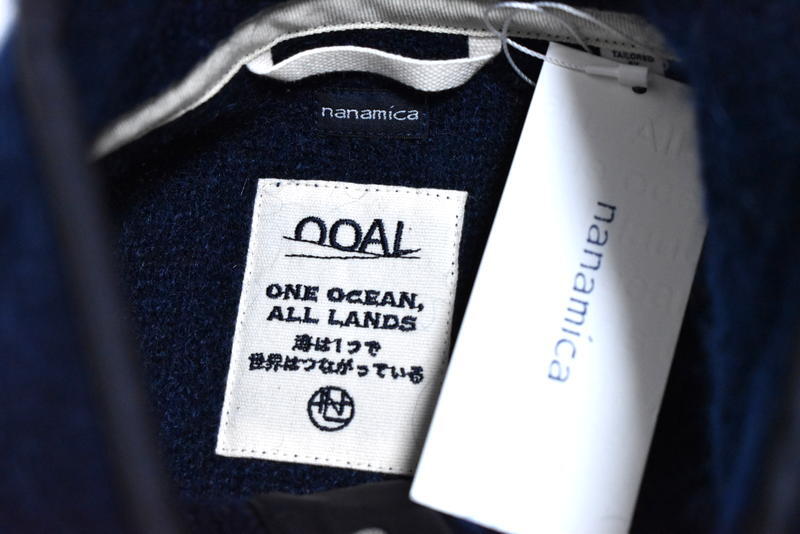 TAILORED
nanamica
OOAL
ONE OCEAN,
ALL LANDS
海は1つで
世界はつながっている
nanamica